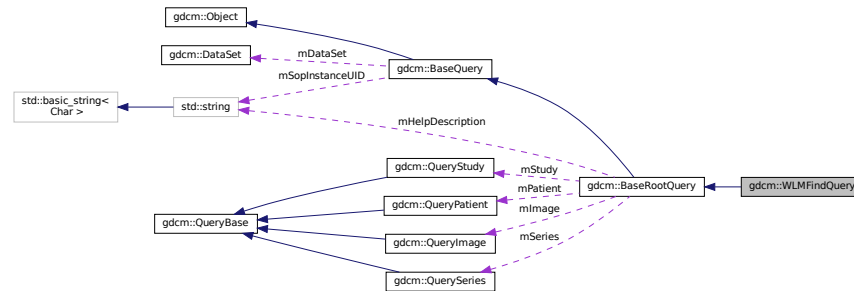 gdcm::Object
gdcm::DataSet
mDataSet
gdcm::BaseQuery
mSopInstanceUID
std::basic_string<
Char >
std::string
mHelpDescription
gdcm::QueryStudy
mStudy
gdcm::BaseRootQuery
gdcm::WLMFindQuery
mPatient
gdcm::QueryPatient
mImage
gdcm::QueryBase
mSeries
gdcm::QueryImage
gdcm::QuerySeries